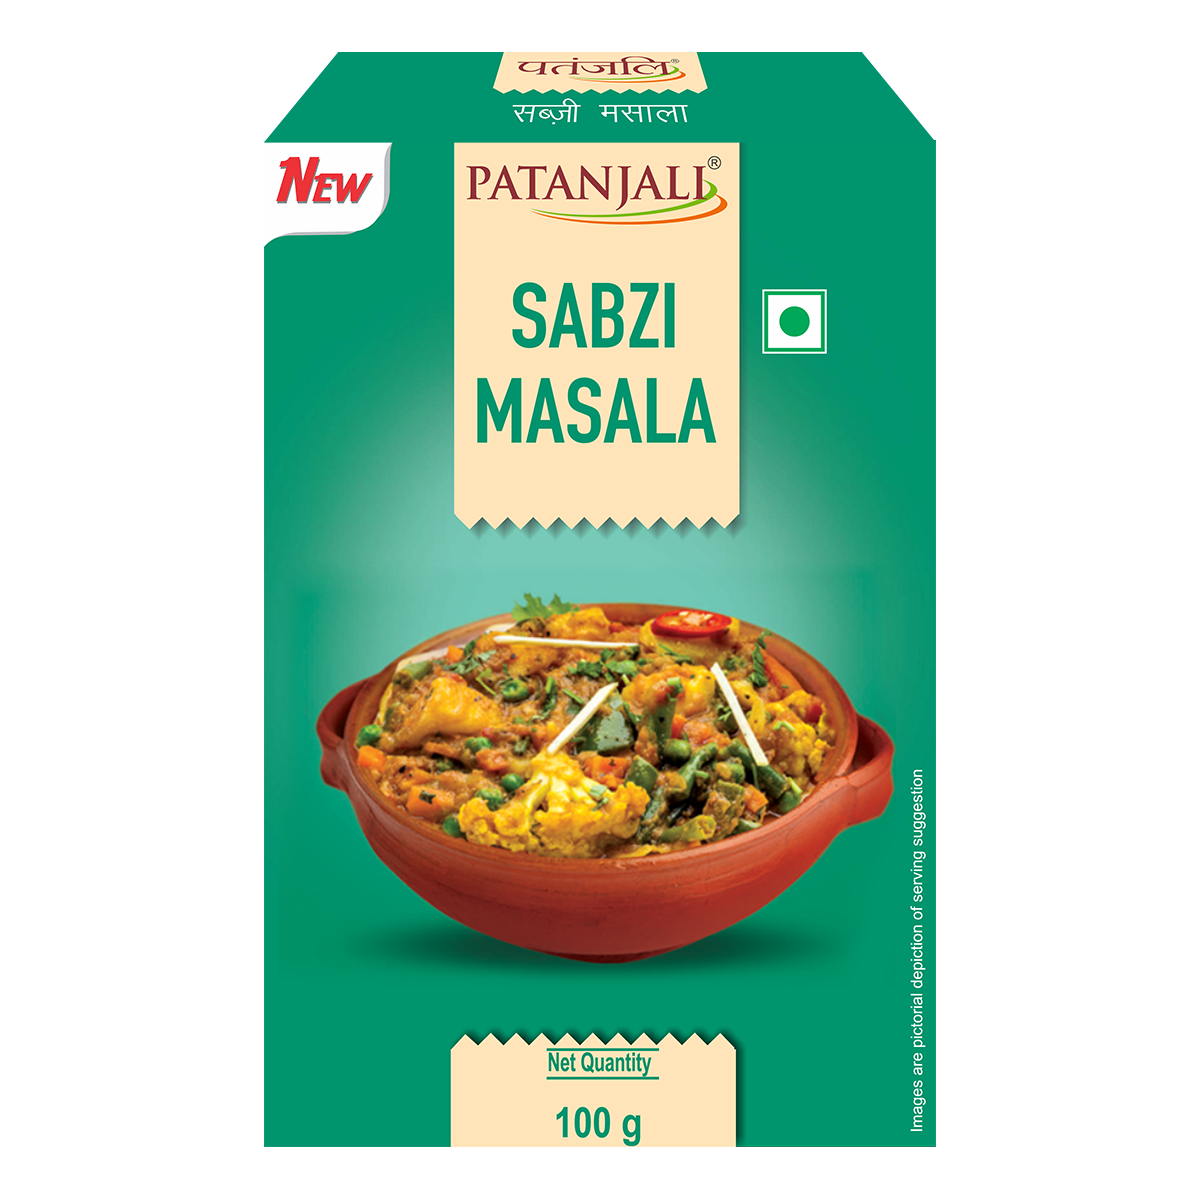 पतंजलि®
सब्ज़ी मसाला
NEW
PATANJALI®
SABZI
MASALA
Images are pictorial depiction of serving suggestion
Net Quantity
100 g